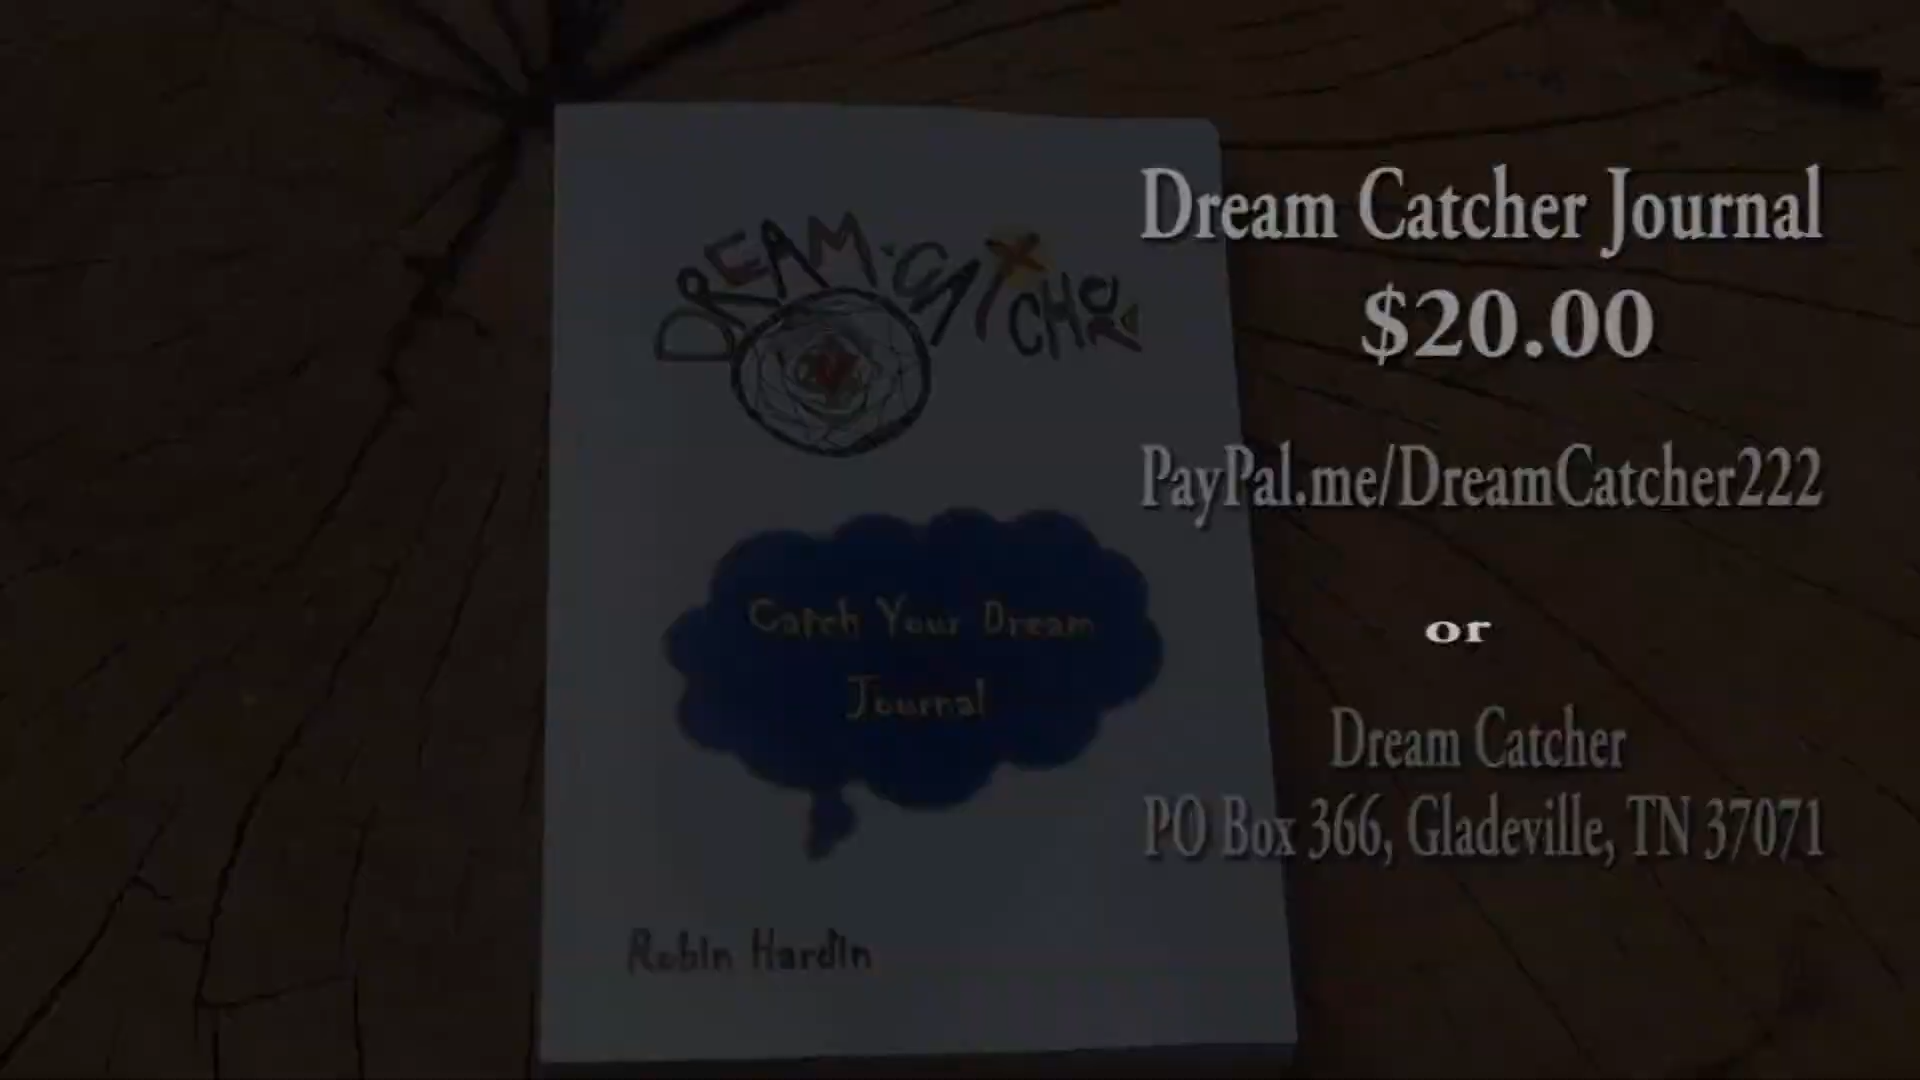 DREAM-CATCHER
Catch Your Dream
Journal
Robin Hardin
Dream Catcher Journal
$20.00
PayPal.me/DreamCatcher222
or
Dream Catcher
PO Box 366, Gladeville, TN 37071